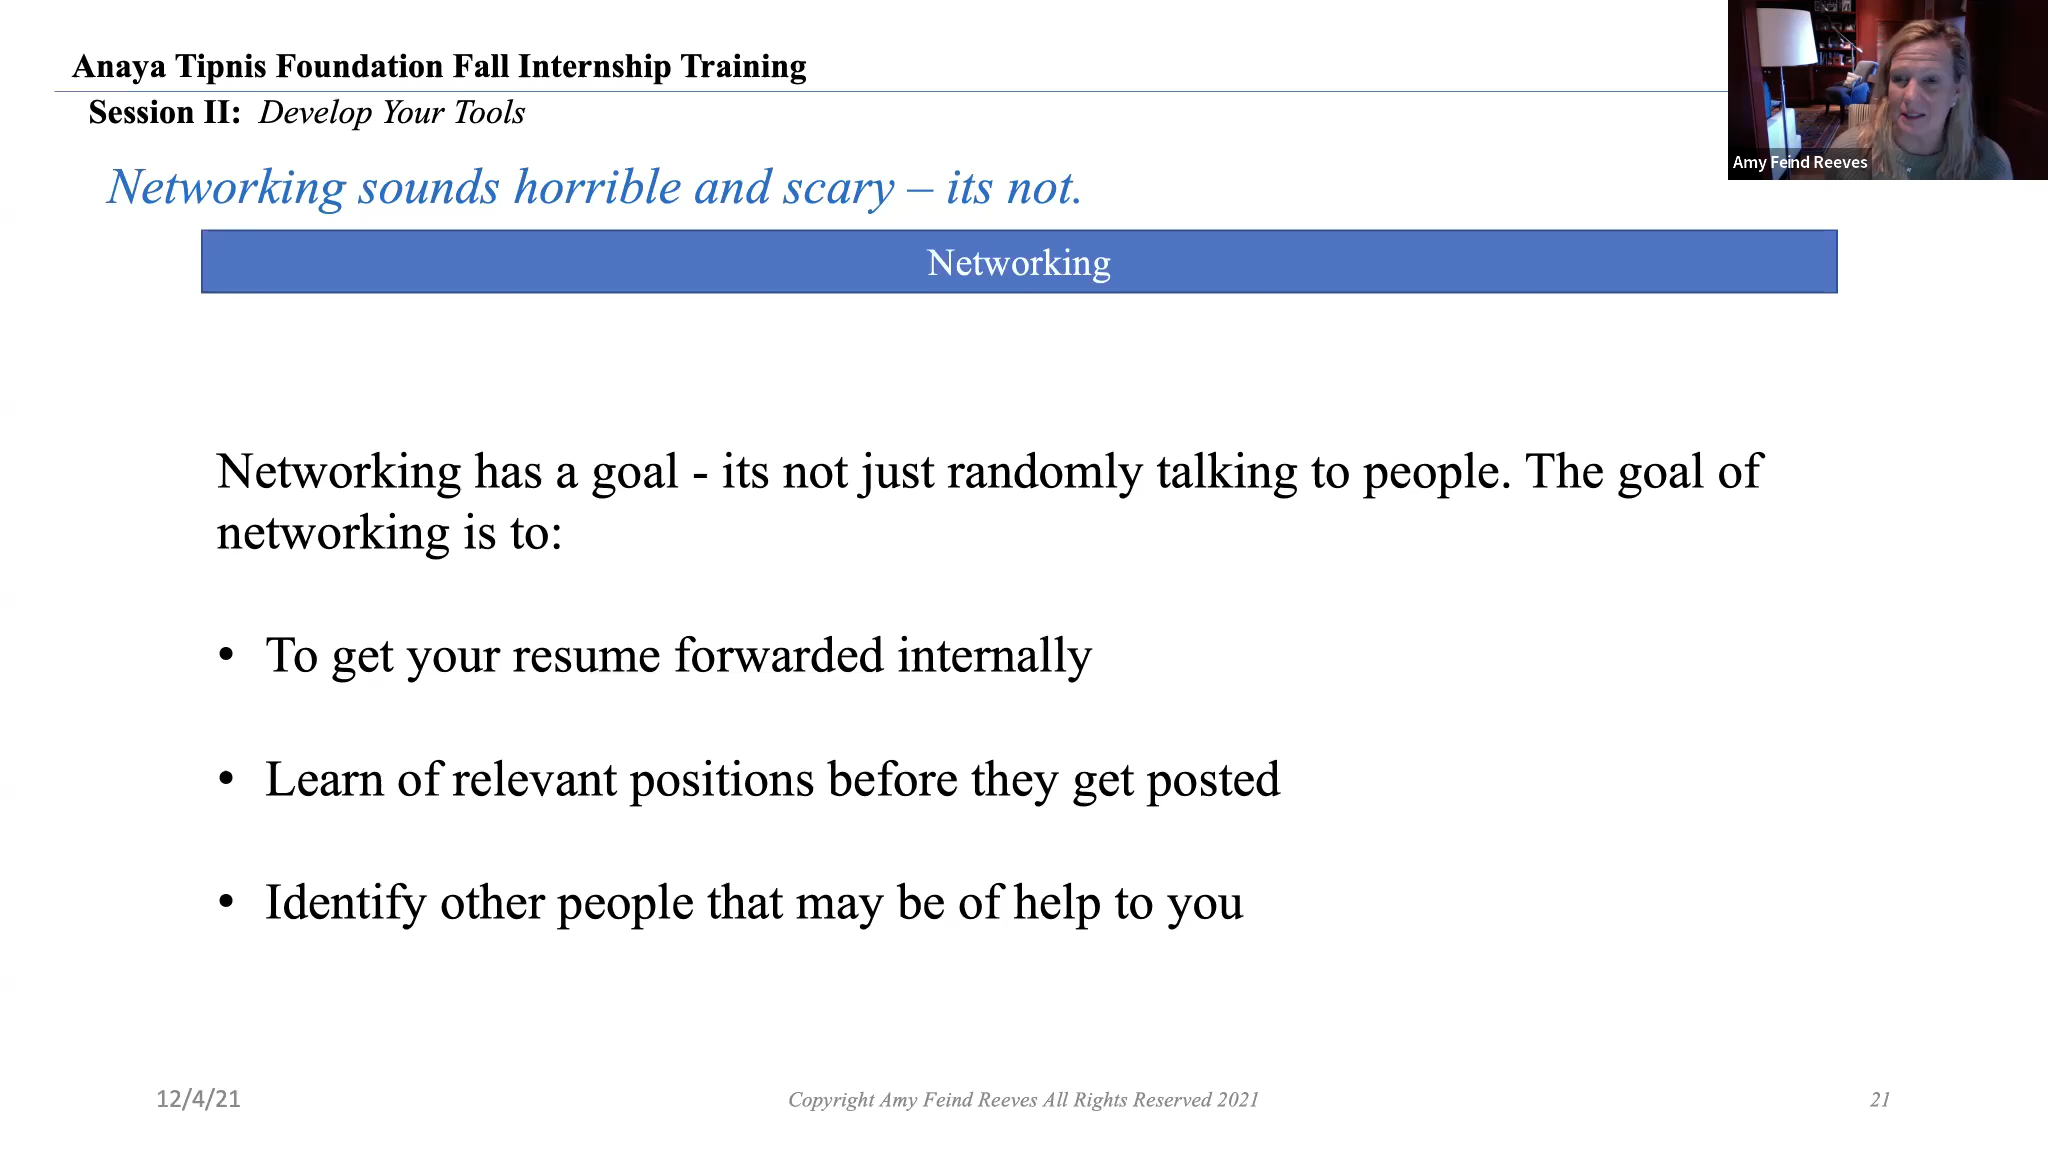 Anaya Tipnis Foundation Fall Internship Training
Session II: Develop Your Tools
Amy Feind Reeves
Networking sounds horrible and scary – its not.
Networking
Networking has a goal - its not just randomly talking to people. The goal of
networking is to:
• To get your resume forwarded internally
• Learn of relevant positions before they get posted
• Identify other people that may be of help to you
12/4/21
Copyright Amy Feind Reeves All Rights Reserved 2021
21